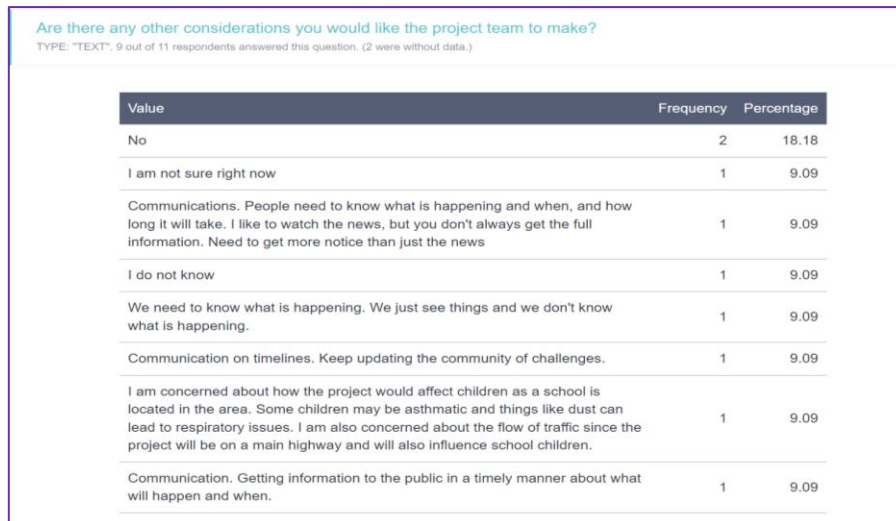 Are there any other considerations you would like the project team to make?
TYPE: "TEXT". 9 out of 11 respondents answered this question. (2 were without data.)
Value Frequency Percentage
No 2 18.18
I am not sure right now 1 9.09
Communications. People need to know what is happening and when, and how
long it will take. I like to watch the news, but you don't always get the full 1 9.09
information. Need to get more notice than just the news
I do not know 1 9.09
We need to know what is happening. We just see things and we don't know
what is happening. 1 9.09
Communication on timelines. Keep updating the community of challenges. 1 9.09
I am concerned about how the project would affect children as a school is
located in the area. Some children may be asthmatic and things like dust can
lead to respiratory issues. I am also concerned about the flow of traffic since the 1 9.09
project will be on a main highway and will also influence school children.
Communication. Getting information to the public in a timely manner about what
will happen and when. 1 9.09